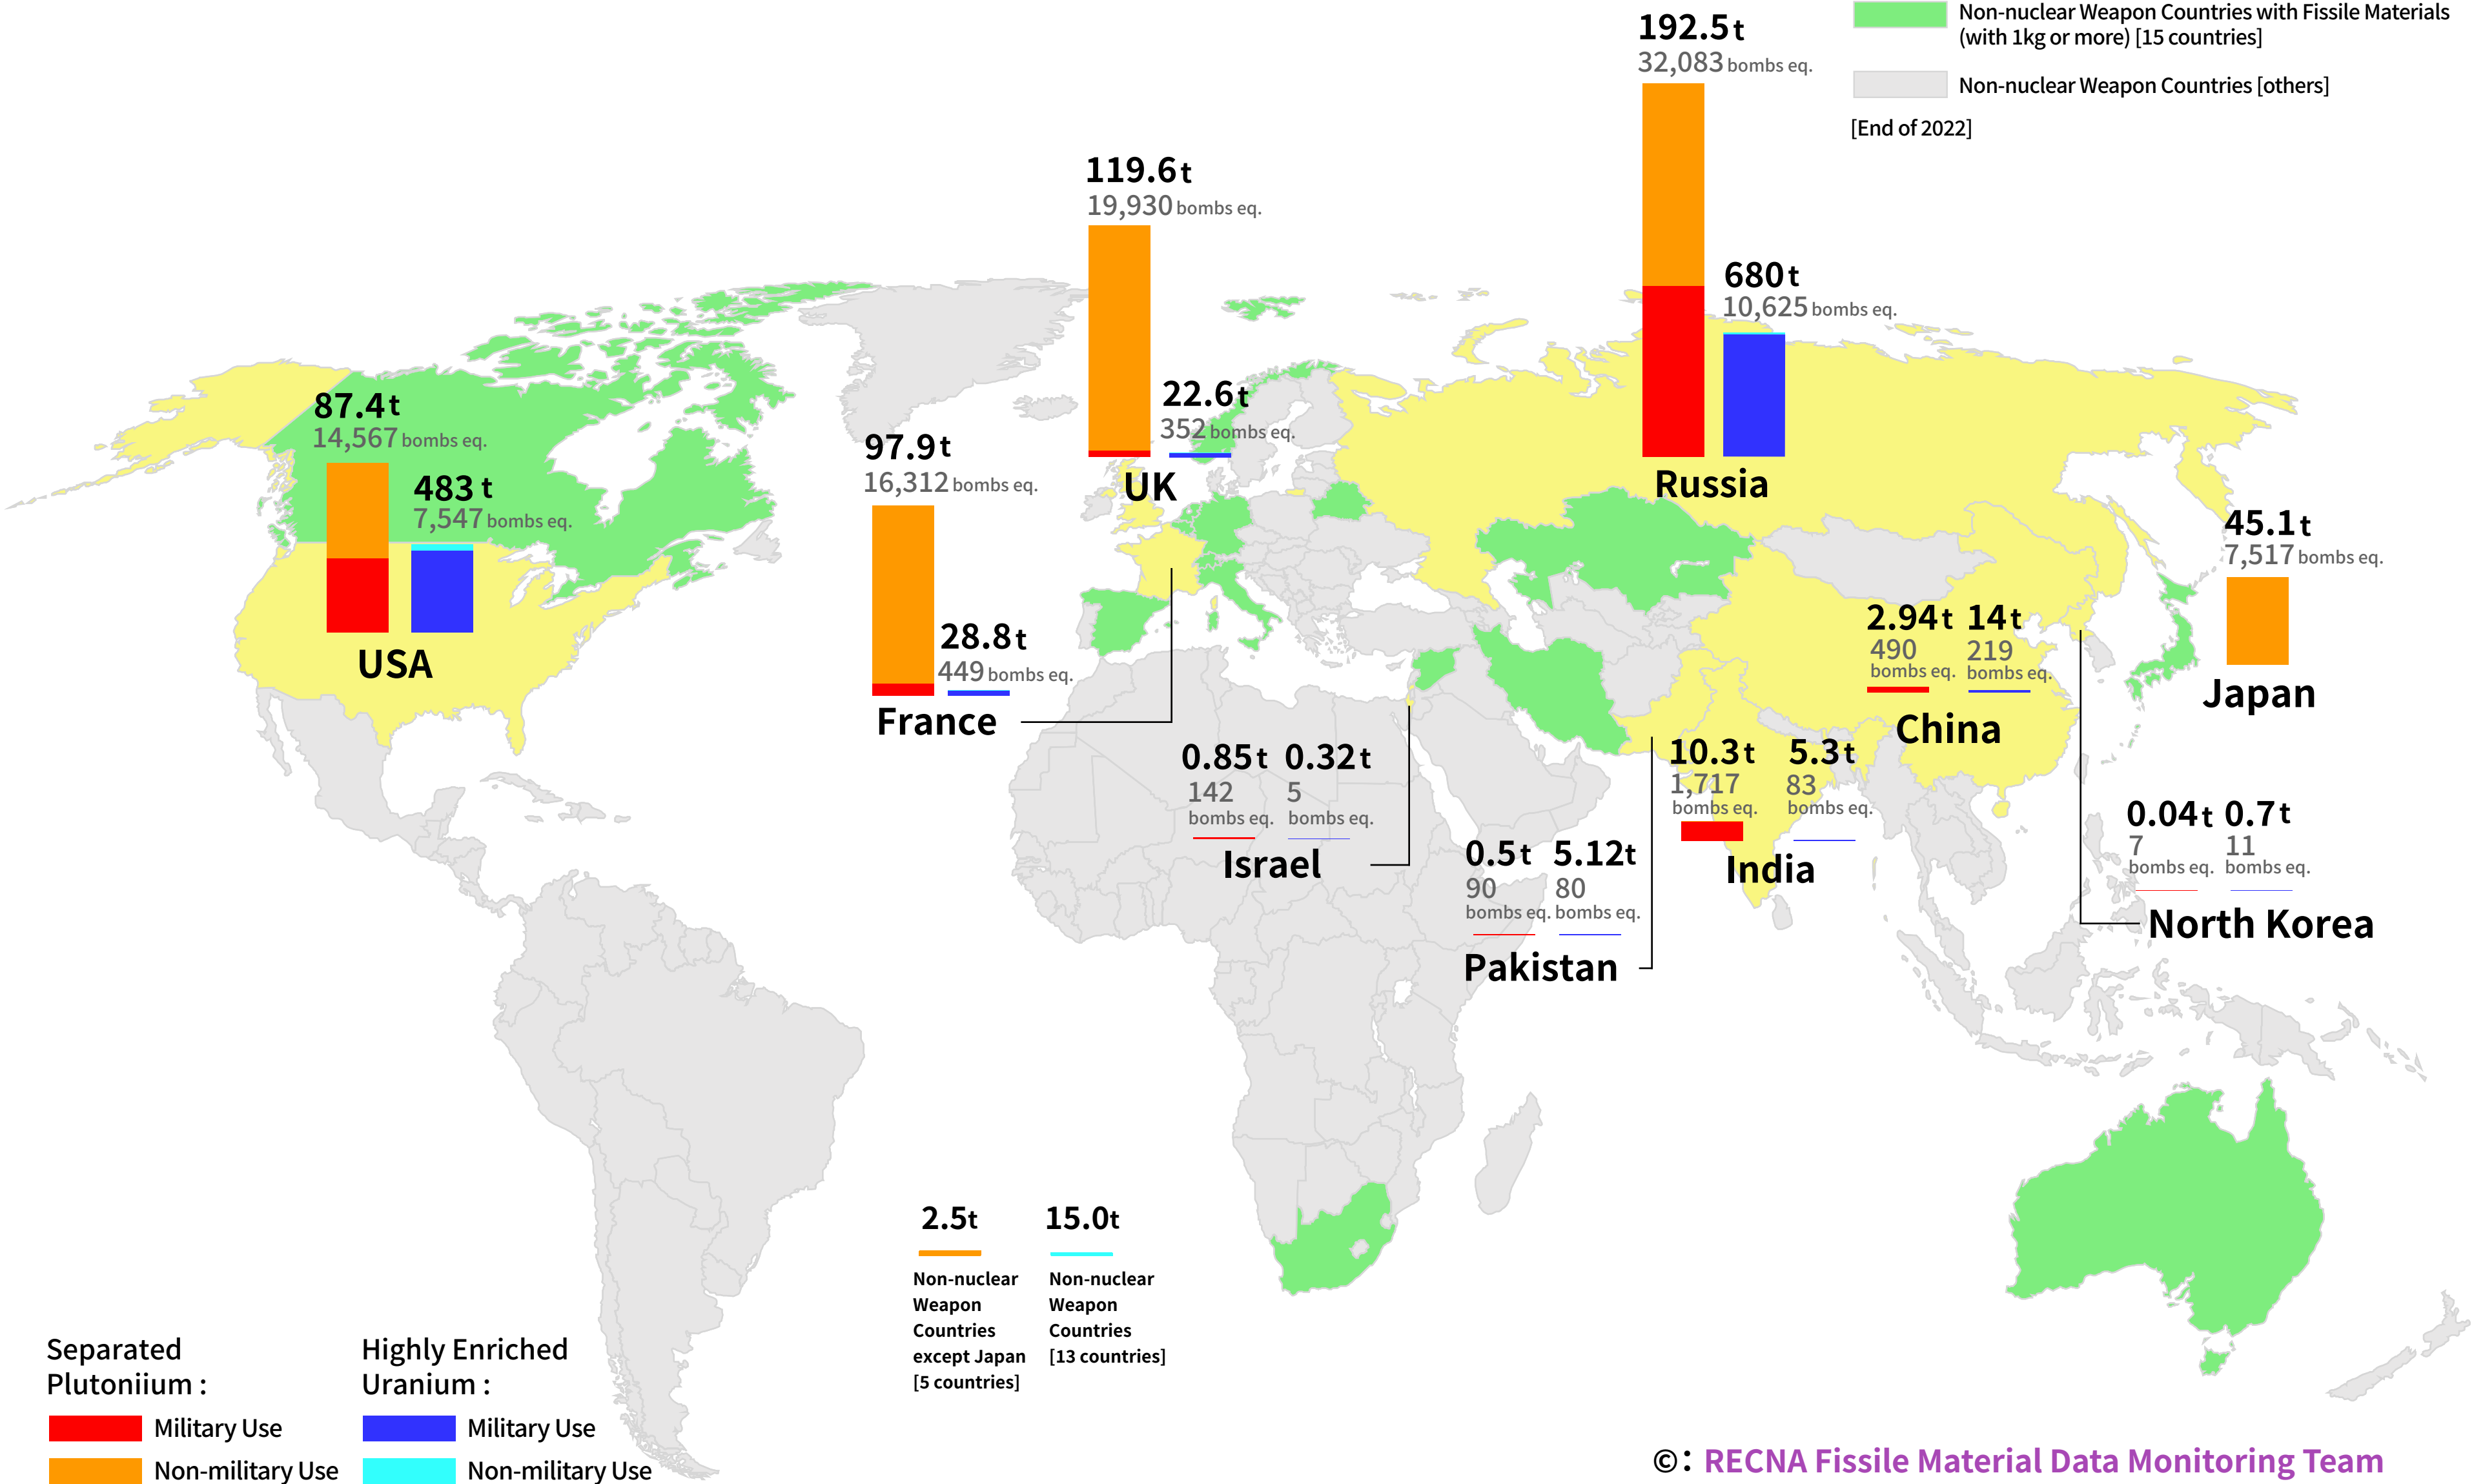 Non-nuclear Weapon Countries with Fissile Materials
(with 1kg or more) [15 countries]
Non-nuclear Weapon Countries [others]
[End of 2022]
192.5t
32,083 bombs eq.
680t
10,625 bombs eq.
Russia
119.6t
19,930 bombs eq.
22.6t
352 bombs eq.
UK
87.4t
14,567 bombs eq.
483 t
7,547 bombs eq.
USA
97.9t
16,312 bombs eq.
28.8t
449 bombs eq.
France
45.1t
7,517 bombs eq.
Japan
2.94t 14t
490 219
bombs eq. bombs eq.
China
0.85t 0.32t
142 5
bombs eq. bombs eq.
Israel
10.3t 5.3t
1,717 83
bombs eq. bombs eq.
India
0.5t 5.12t
90 80
bombs eq. bombs eq.
Pakistan
0.04t 0.7t
7 11
bombs eq. bombs eq.
North Korea
2.5t
Non-nuclear
Weapon
Countries
except Japan
[5 countries]
15.0t
Non-nuclear
Weapon
Countries
[13 countries]
Separated
Plutoniium :
Military Use
Non-military Use
Highly Enriched
Uranium :
Military Use
Non-military Use
©: RECNA Fissile Material Data Monitoring Team